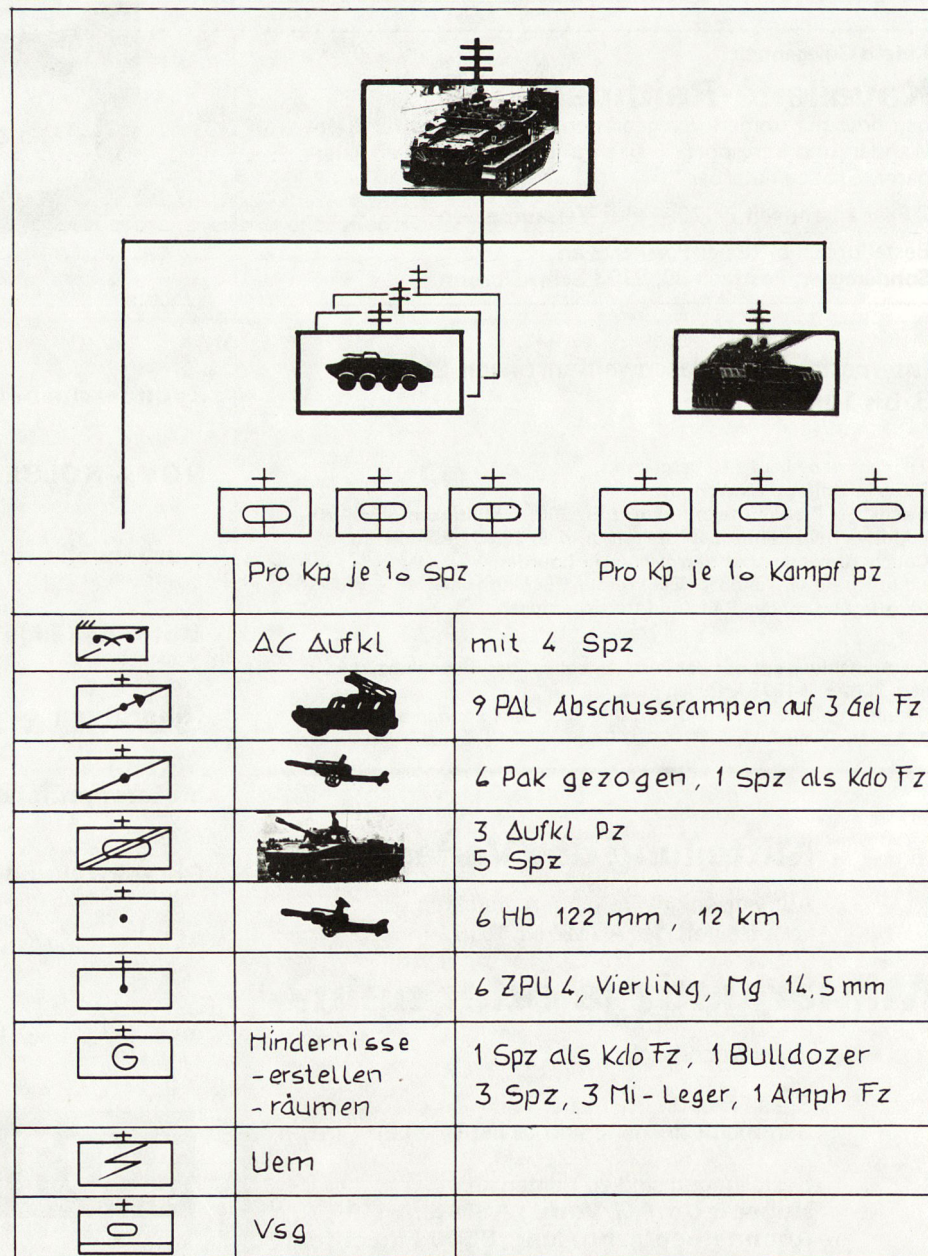 Pro Kp je 10 Spz
Pro Kp je 10 Kampfpz
AC Aufkl
mit 4 Spz
9 PAL Abschussrampen auf 3 Gel Fz
6 Pak gezogen, 1 Spz als Kdo Fz
3 Aufkl Pz
5 Spz
6 Hb 122 mm, 12 km
6 ZPU 4, Vierling, Mg 14,5 mm
G
Hindernisse
-erstellen
-räumen
1 Spz als Kdo Fz, 1 Bulldozer
3 Spz, 3 Mi-Leger, 1 Amph Fz
Uem
Vsg